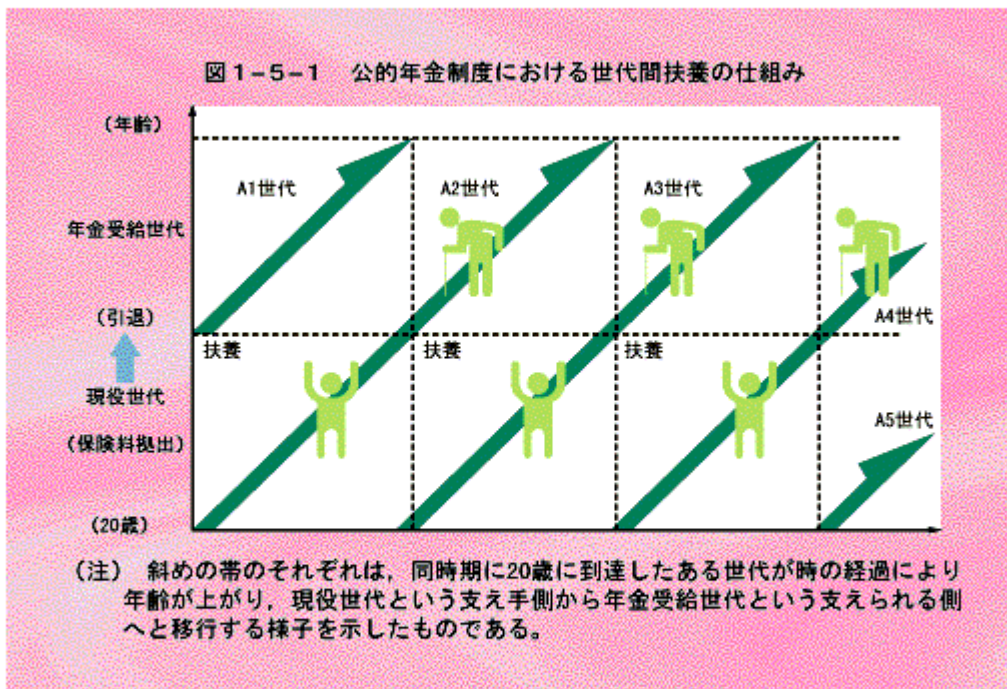 図1-5-1 公的年金制度における世代間扶養の仕組み
(年齢)
A1世代
A2世代
A3世代
年金受給世代
(引退)
A4世代
扶養
扶養
扶養
現役世代
A5世代
(保険料拠出)
(20歳)
(注) 斜めの帯のそれぞれは，同時期に20歳に到達したある世代が時の経過により
年齢が上がり，現役世代という支え手側から年金受給世代という支えられる側
へと移行する様子を示したものである。